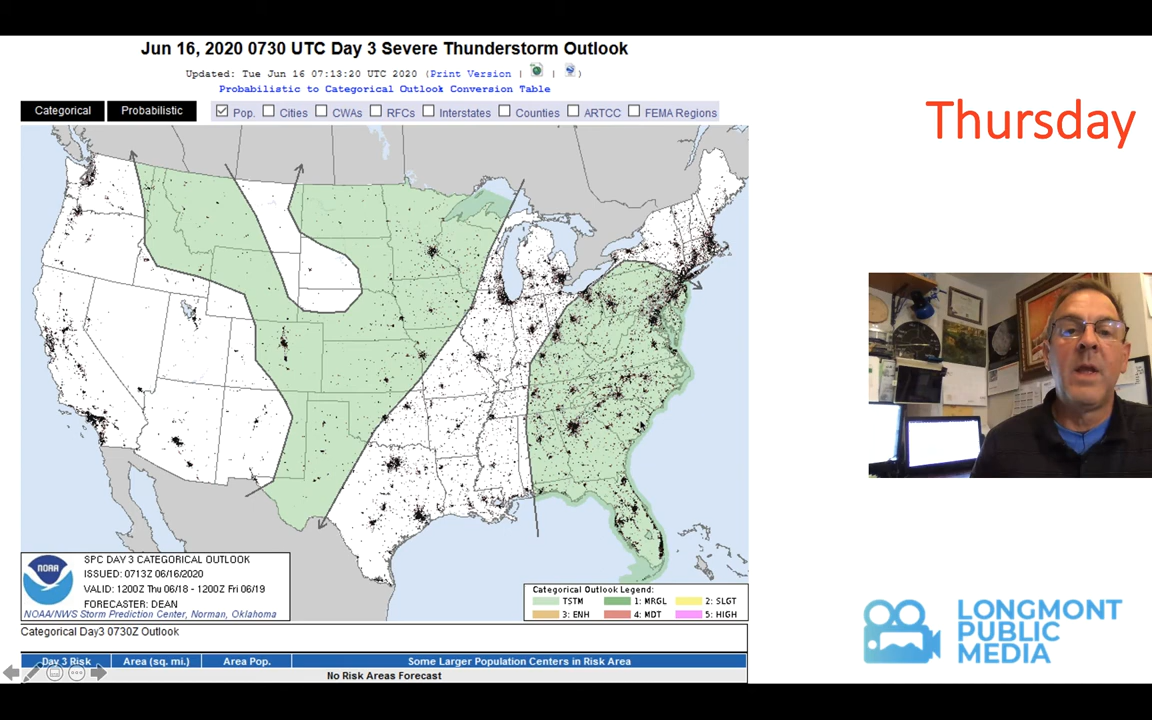 Jun 16, 2020 0730 UTC Day 3 Severe Thunderstorm Outlook
Updated: Tue Jun 16 07:13:20 UTC 2020 (Print Version | | )
Probabilistic to Categorical Outlook Conversion Table
Categorical Probabilistic Pop. Cities CWAs RFCs Interstates Counties ARTCC FEMA Regions
Thursday
SPC DAY 3 CATEGORICAL OUTLOOK
ISSUED: 0713Z 06/16/2020
VALID: 1200Z Thu 06/18 - 1200Z Fri 06/19
FORECASTER: DEAN
NOAA/NWS Storm Prediction Center, Norman, Oklahoma
NOAA
Categorical Outlook Legend:
TSTM 1: MRGL 2: SLGT
3: ENH 4: MDT 5: HIGH
Categorical Day3 0730Z Outlook
Day 3 Risk Area (sq. mi.) Area Pop. Some Larger Population Centers in Risk Area
No Risk Areas Forecast
LONGMONT
PUBLIC
MEDIA